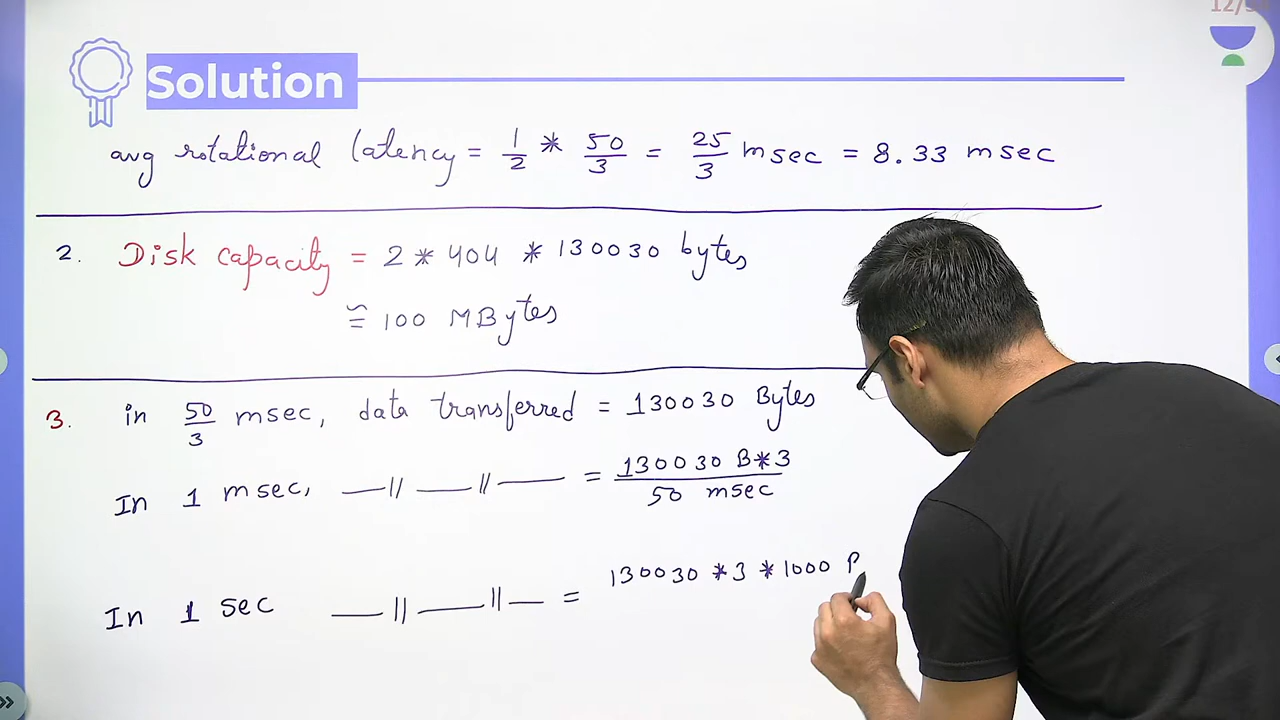 12/
Solution
avg rotational latency = 1/2 * 50/3 = 25/3 msec = 8.33 msec
2. Disk capacity = 2 * 404 * 130030 bytes
≅ 100 MBytes
3. in 50/3 msec, data transferred = 130030 Bytes
In 1 msec, —〃—〃— = 130030 B*3 / 50 msec
In 1 sec —〃—〃— = 130030 *3 *1000